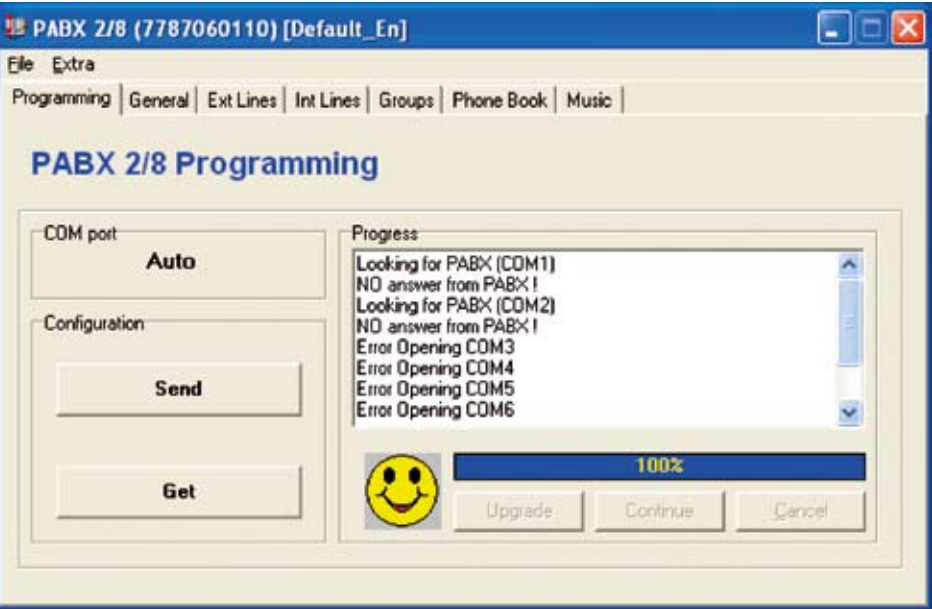 PABX 2/8 (7787060110) [Default_En]
File Extra
Programming General Ext Lines Int Lines Groups Phone Book Music
PABX 2/8 Programming
COM port
Auto
Configuration
Send
Get
Progress
Looking for PABX (COM1)
NO answer from PABX !
Looking for PABX (COM2)
NO answer from PABX !
Error Opening COM3
Error Opening COM4
Error Opening COM5
Error Opening COM6
100%
Upgrade Continue Cancel